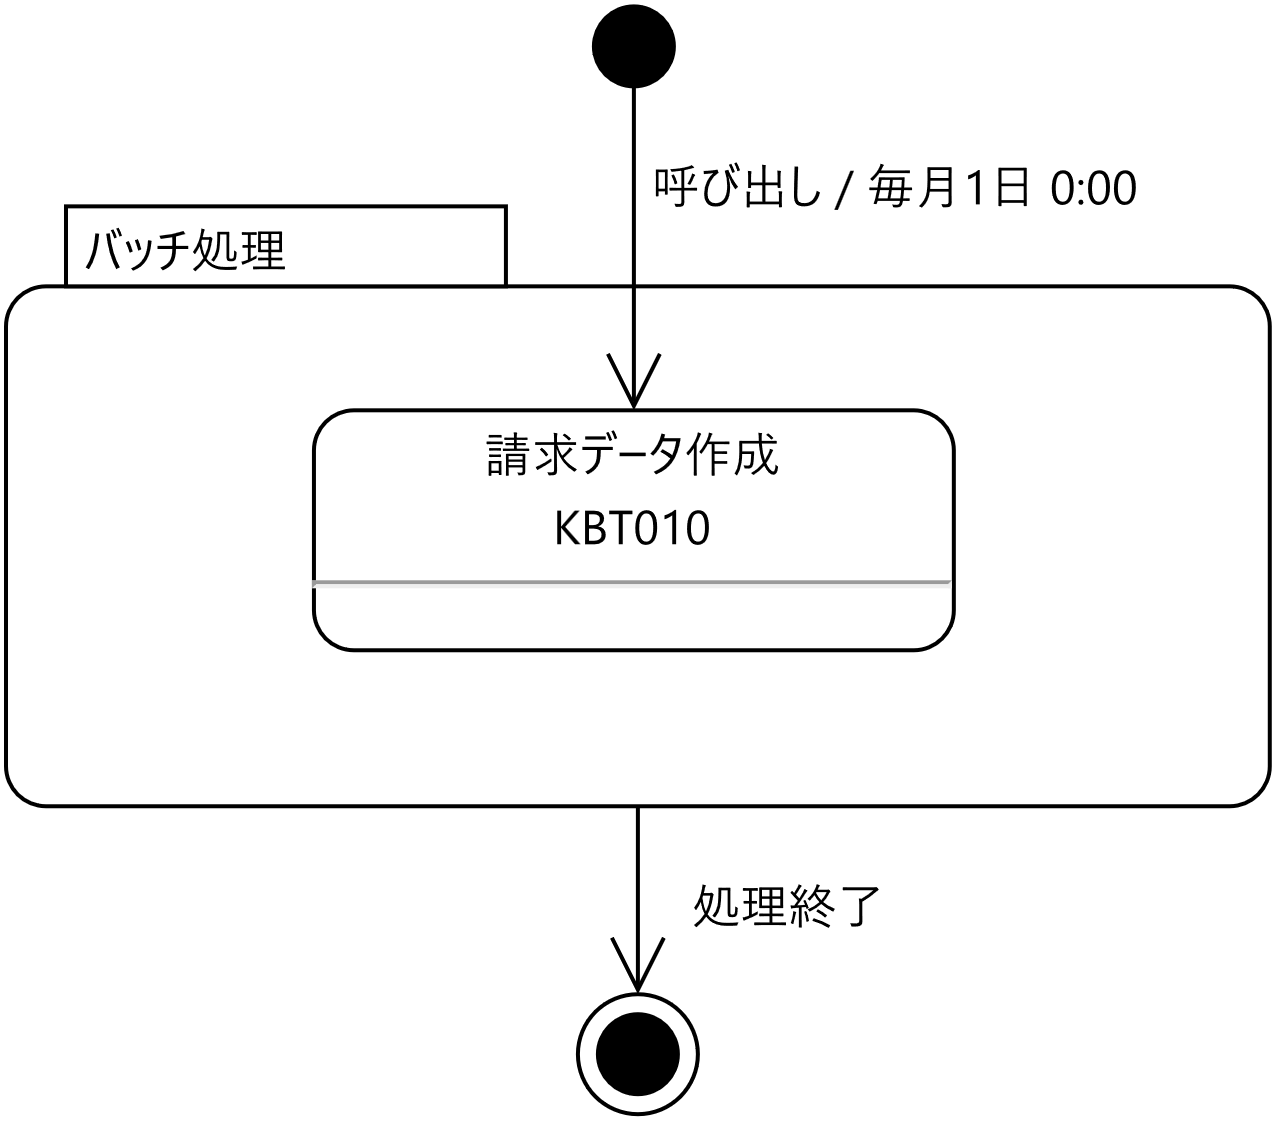 呼び出し / 毎月1日 0:00
バッチ処理
請求データ作成
KBT010
処理終了